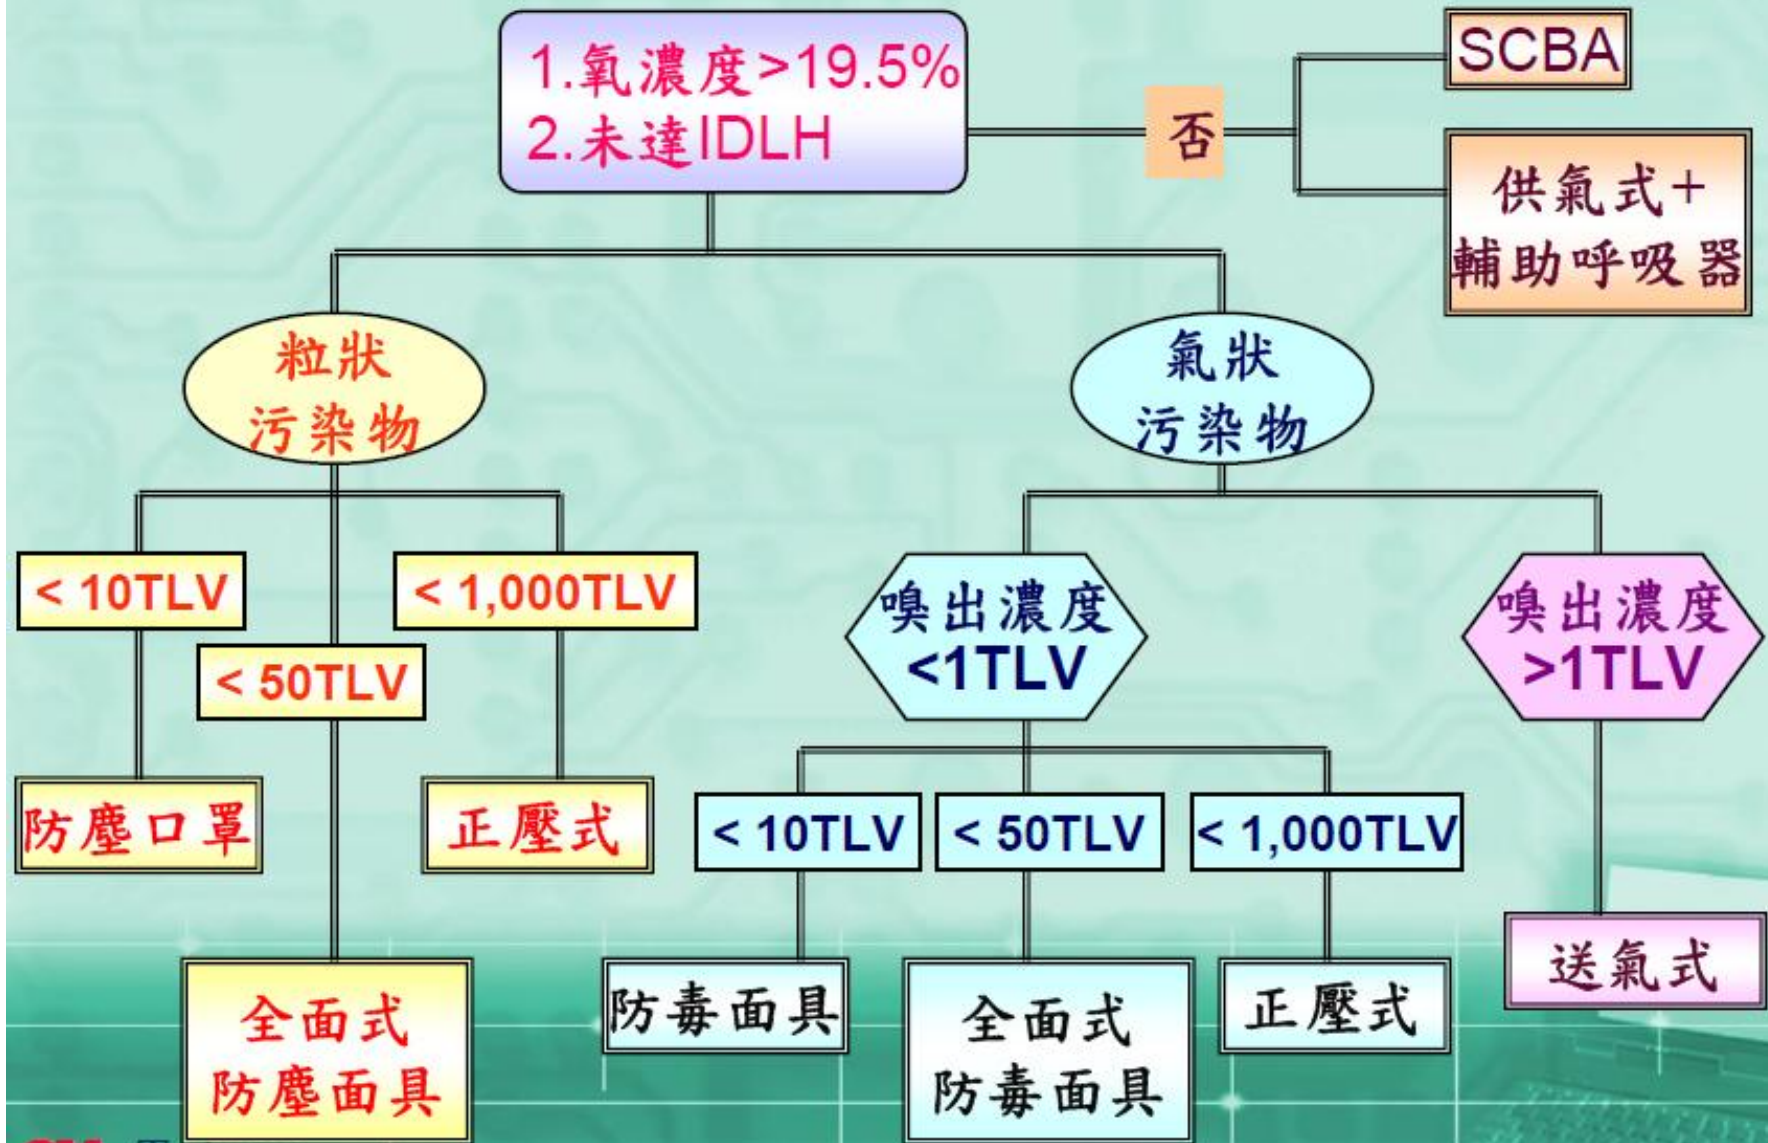 1.氧濃度>19.5%
2.未達IDLH
否
SCBA
供氣式+
輔助呼吸器
粒狀
污染物
氣狀
污染物
< 10TLV
< 50TLV
< 1,000TLV
嗅出濃度
<1TLV
嗅出濃度
>1TLV
防塵口罩
正壓式
< 10TLV
< 50TLV
< 1,000TLV
全面式
防塵面具
防毒面具
全面式
防毒面具
正壓式
送氣式